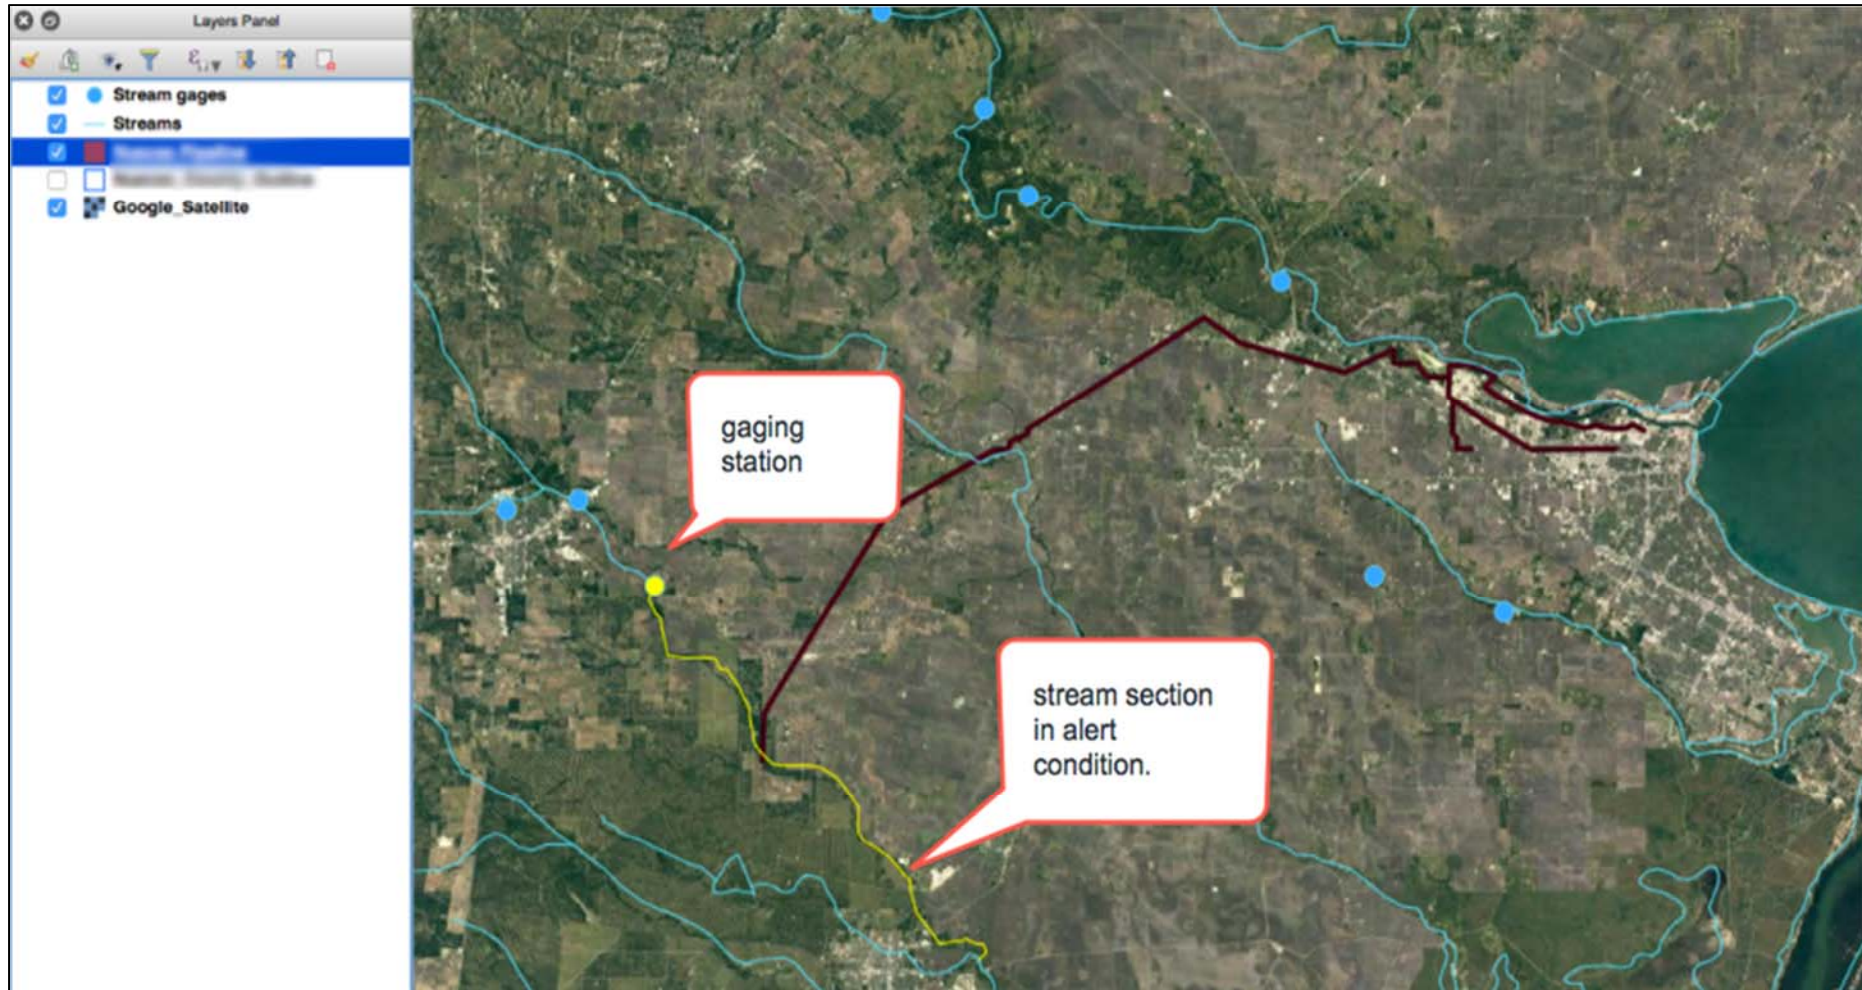 Layers Panel
Stream gages
Streams
Google_Satellite
gaging
station
stream section
in alert
condition.